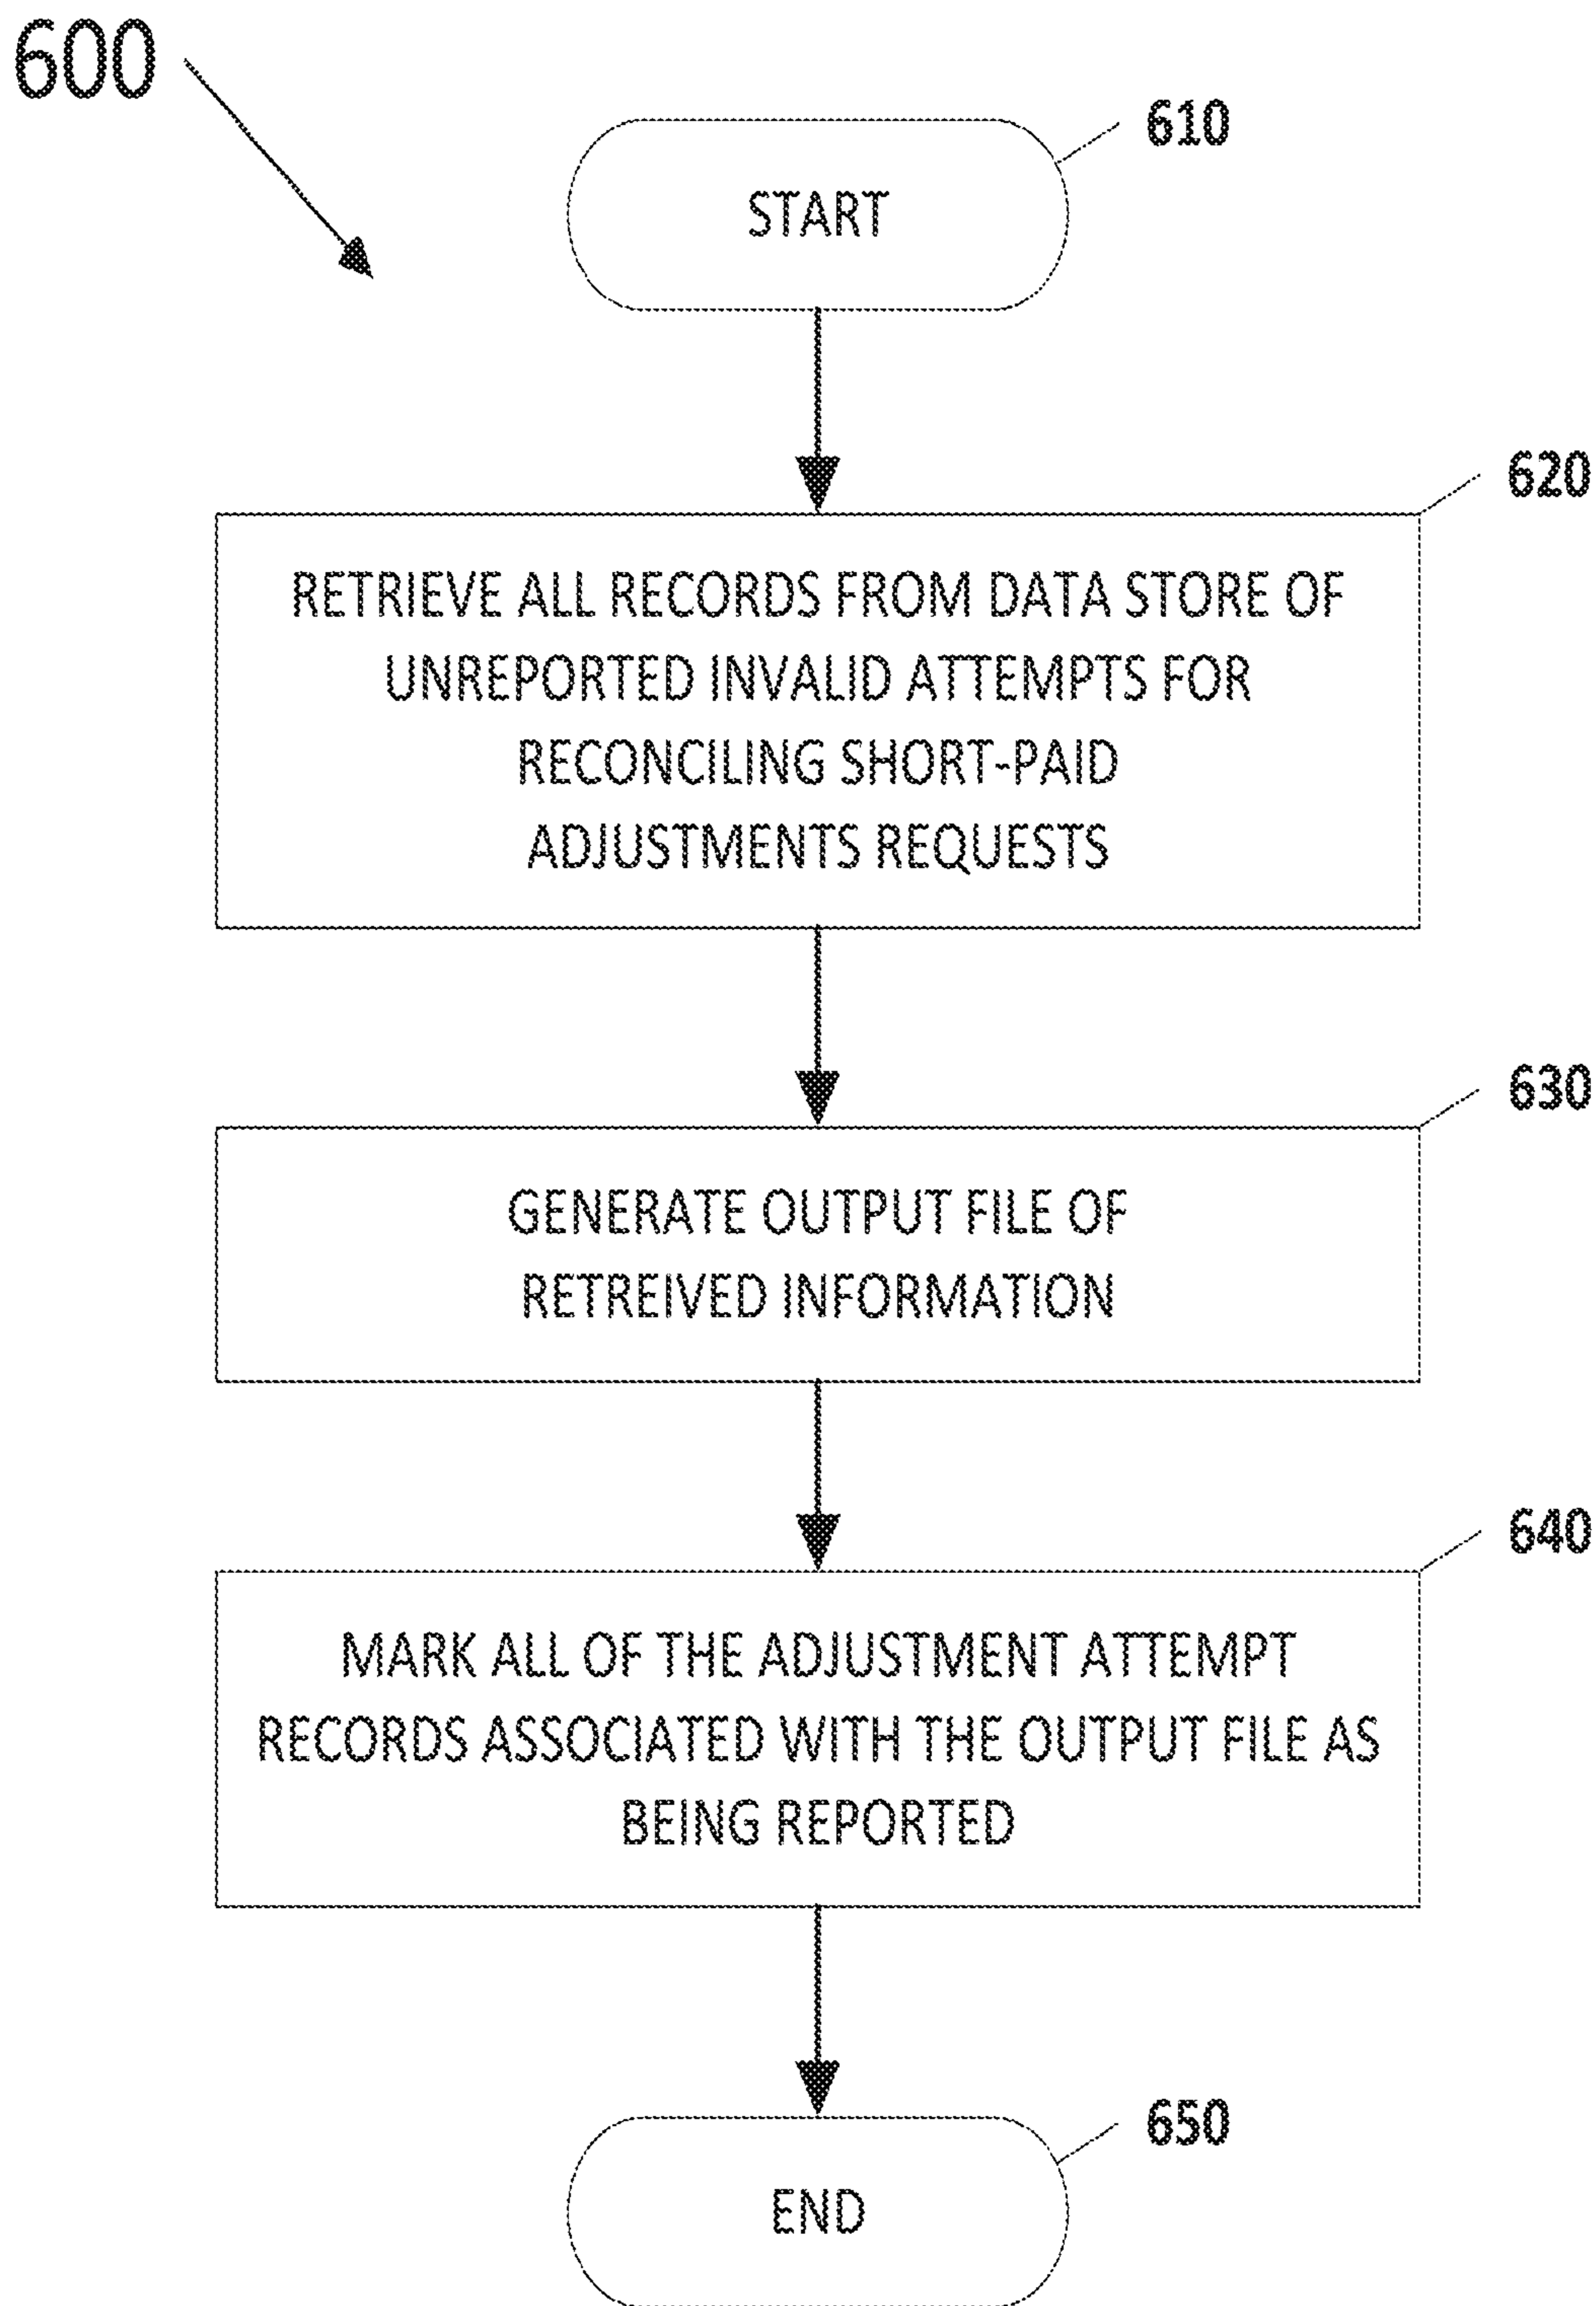 600
610
START
620
RETRIEVE ALL RECORDS FROM DATA STORE OF
UNREPORTED INVALID ATTEMPTS FOR
RECONCILING SHORT-PAID
ADJUSTMENTS REQUESTS
630
GENERATE OUTPUT FILE OF
RETREIVED INFORMATION
640
MARK ALL OF THE ADJUSTMENT ATTEMPT
RECORDS ASSOCIATED WITH THE OUTPUT FILE AS
BEING REPORTED
650
END